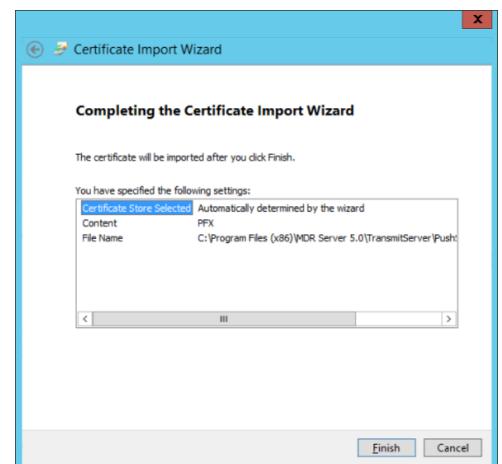 x
Certificate Import Wizard
Completing the Certificate Import Wizard
The certificate will be imported after you click Finish.
You have specified the following settings:
Certificate Store Selected Automatically determined by the wizard
Content PFX
File Name C:\Program Files (x86)\MDR Server 5.0\TransmitServer\Push
Finish Cancel